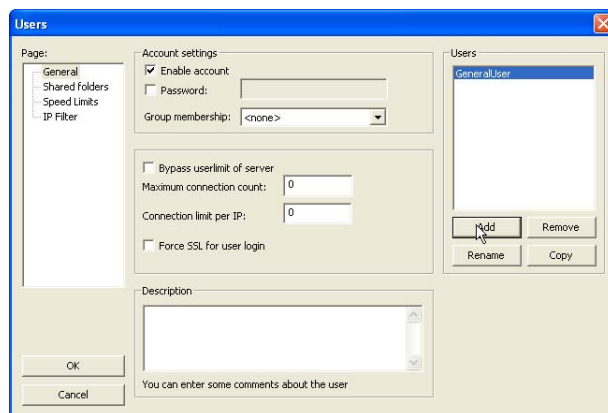 Users
Page:
General
Shared folders
Speed Limits
IP Filter
OK
Cancel
Account settings
Enable account
Password:
Group membership: <none>
Bypass userlimit of server
Maximum connection count: 0
Connection limit per IP: 0
Force SSL for user login
Description
You can enter some comments about the user
Users
GeneralUser
Add Remove
Rename Copy